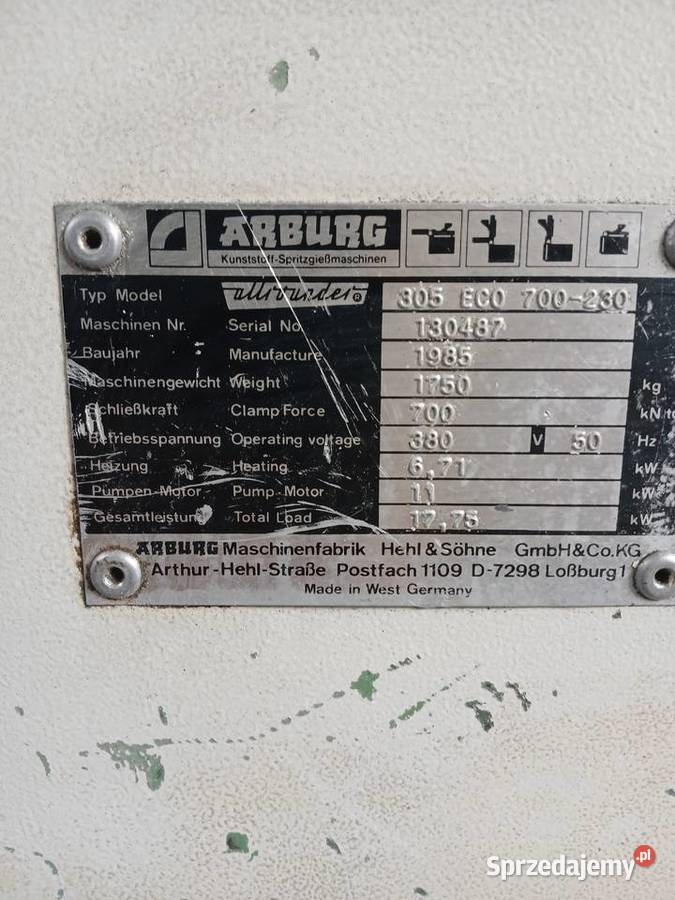 ARBURG
Kunststoff-Spritzgießmaschinen
Typ Model allrounder® 305 ECO 700-230
Maschinen Nr. Serial No. 130487
Baujahr Manufacture 1985
Maschinengewicht Weight 1750 kg
Schließkraft Clamp Force 700 kN
Betriebsspannung Operating voltage 380 V 50 Hz
Heizung Heating 6,71 kW
Pumpen-Motor Pump-Motor 11 kW
Gesamtleistung Total Load 17,75 kW
ARBURG Maschinenfabrik Hehl & Söhne GmbH & Co. KG
Arthur-Hehl-Straße Postfach 1109 D-7298 Loßburg 1
Made in West Germany
Sprzedajemy.pl